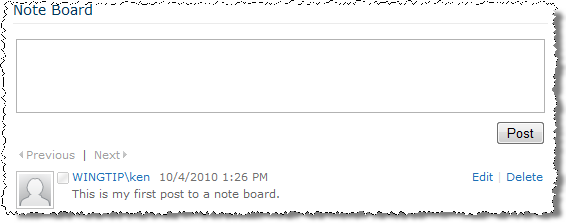 Note Board
Post
Previous | Next
WINGTIP\ken 10/4/2010 1:26 PM Edit | Delete
This is my first post to a note board.